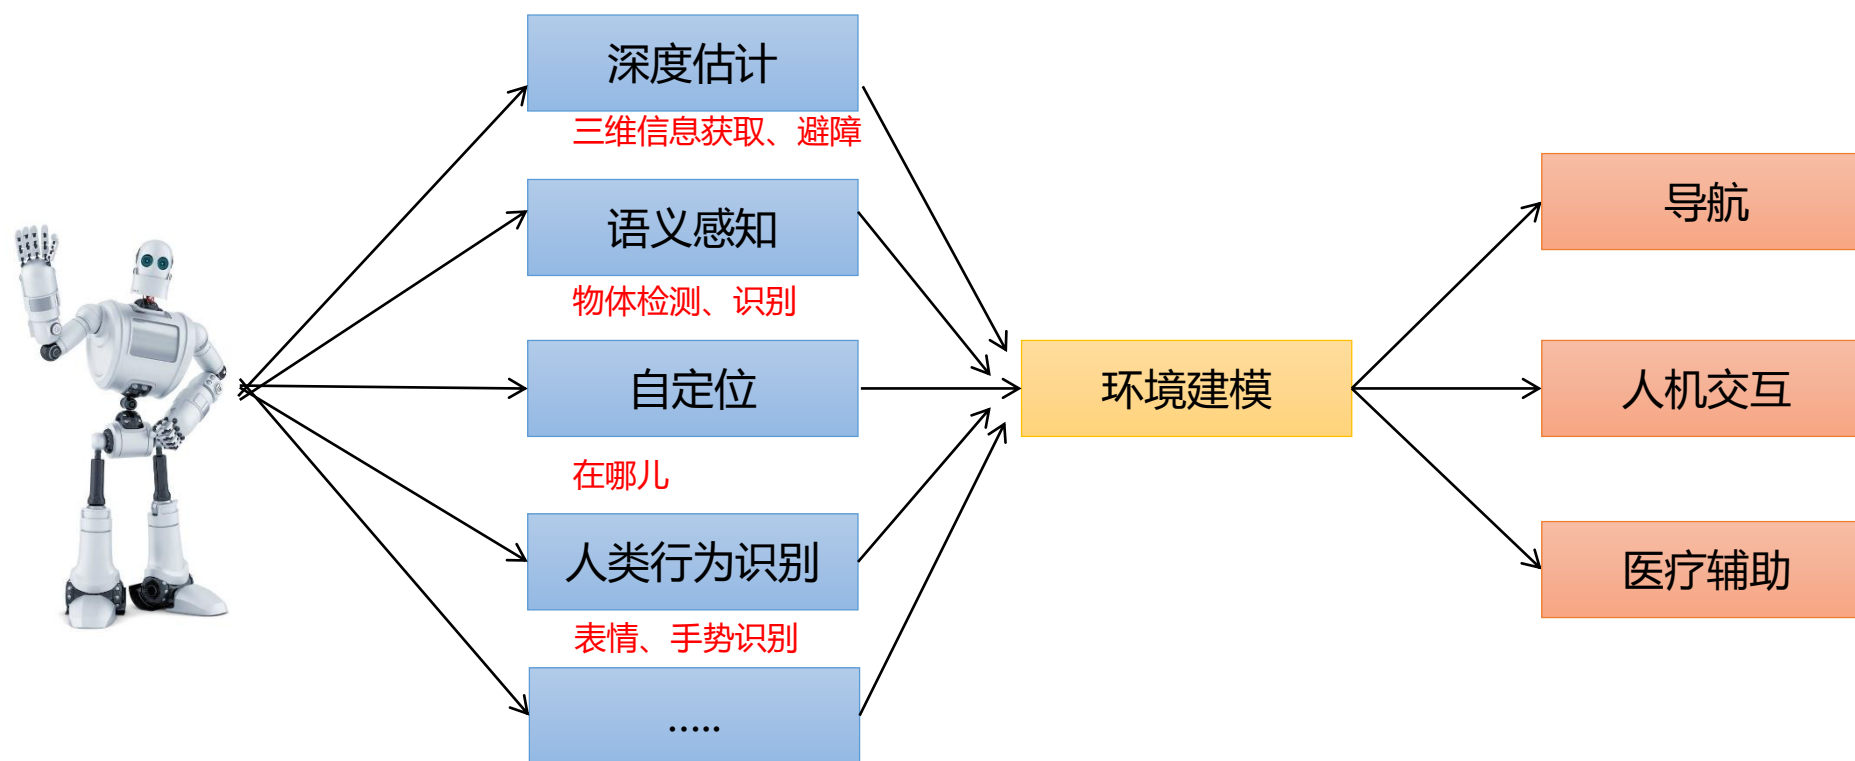 深度估计
三维信息获取、避障
语义感知
物体检测、识别
自定位
在哪儿
人类行为识别
表情、手势识别
.....
环境建模
导航
人机交互
医疗辅助